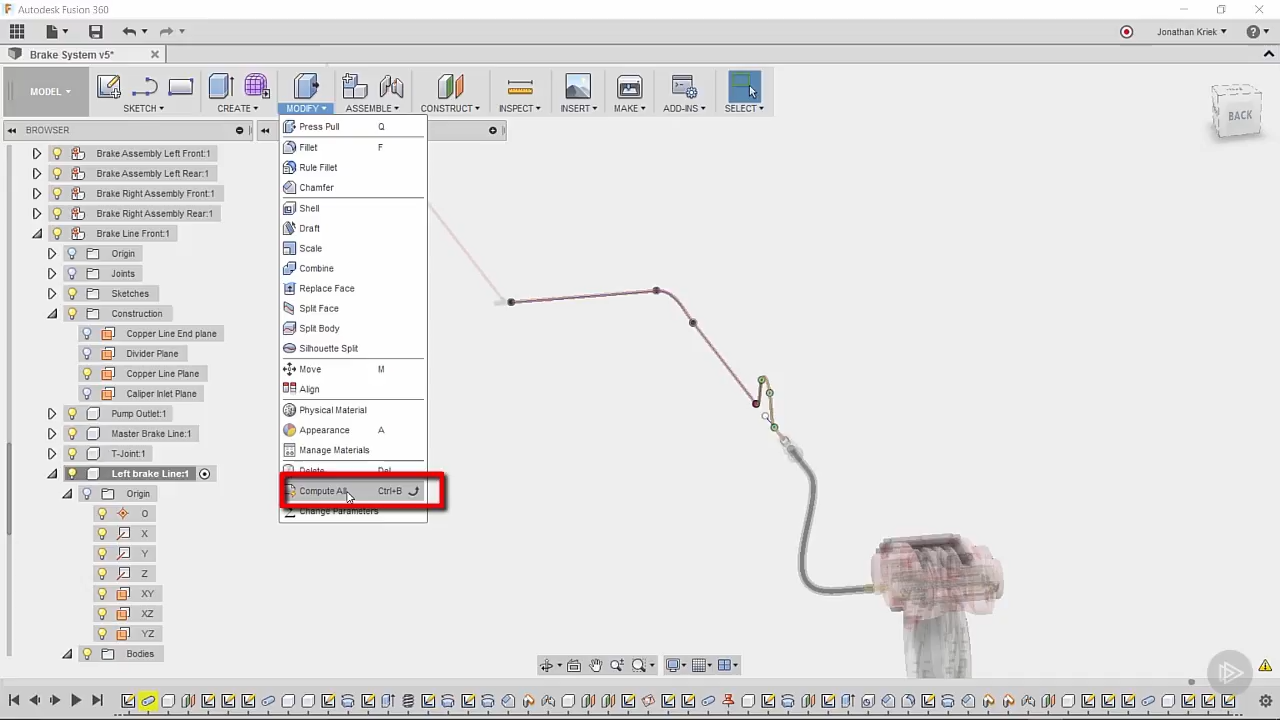 Autodesk Fusion 360
Jonathan Kriek
Brake System v5*
MODEL
SKETCH
CREATE
MODIFY
ASSEMBLE
CONSTRUCT
INSPECT
INSERT
MAKE
ADD-INS
SELECT
BACK
BROWSER
Brake Assembly Left Front:1
Brake Assembly Left Rear:1
Brake Right Assembly Front:1
Brake Right Assembly Rear:1
Brake Line Front:1
Origin
Joints
Sketches
Construction
Copper Line End plane
Divider Plane
Copper Line Plane
Caliper Inlet Plane
Pump Outlet:1
Master Brake Line:1
T-Joint:1
Left brake Line:1
Origin
O
X
Y
Z
XY
XZ
YZ
Bodies
Press Pull Q
Fillet F
Rule Fillet
Chamfer
Shell
Draft
Scale
Combine
Replace Face
Split Face
Split Body
Silhouette Split
Move M
Align
Physical Material
Appearance A
Manage Materials
Delete Del
Compute All Ctrl+B
Change Parameters